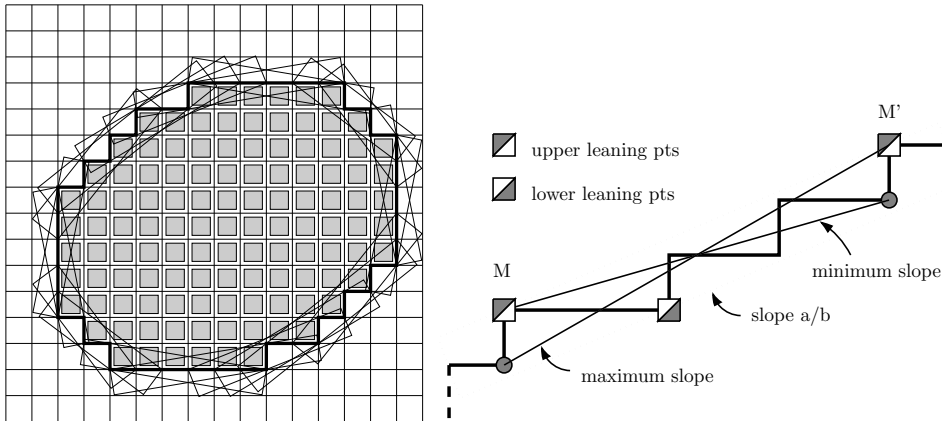 M'
upper leaning pts
lower leaning pts
M
minimum slope
slope a/b
maximum slope